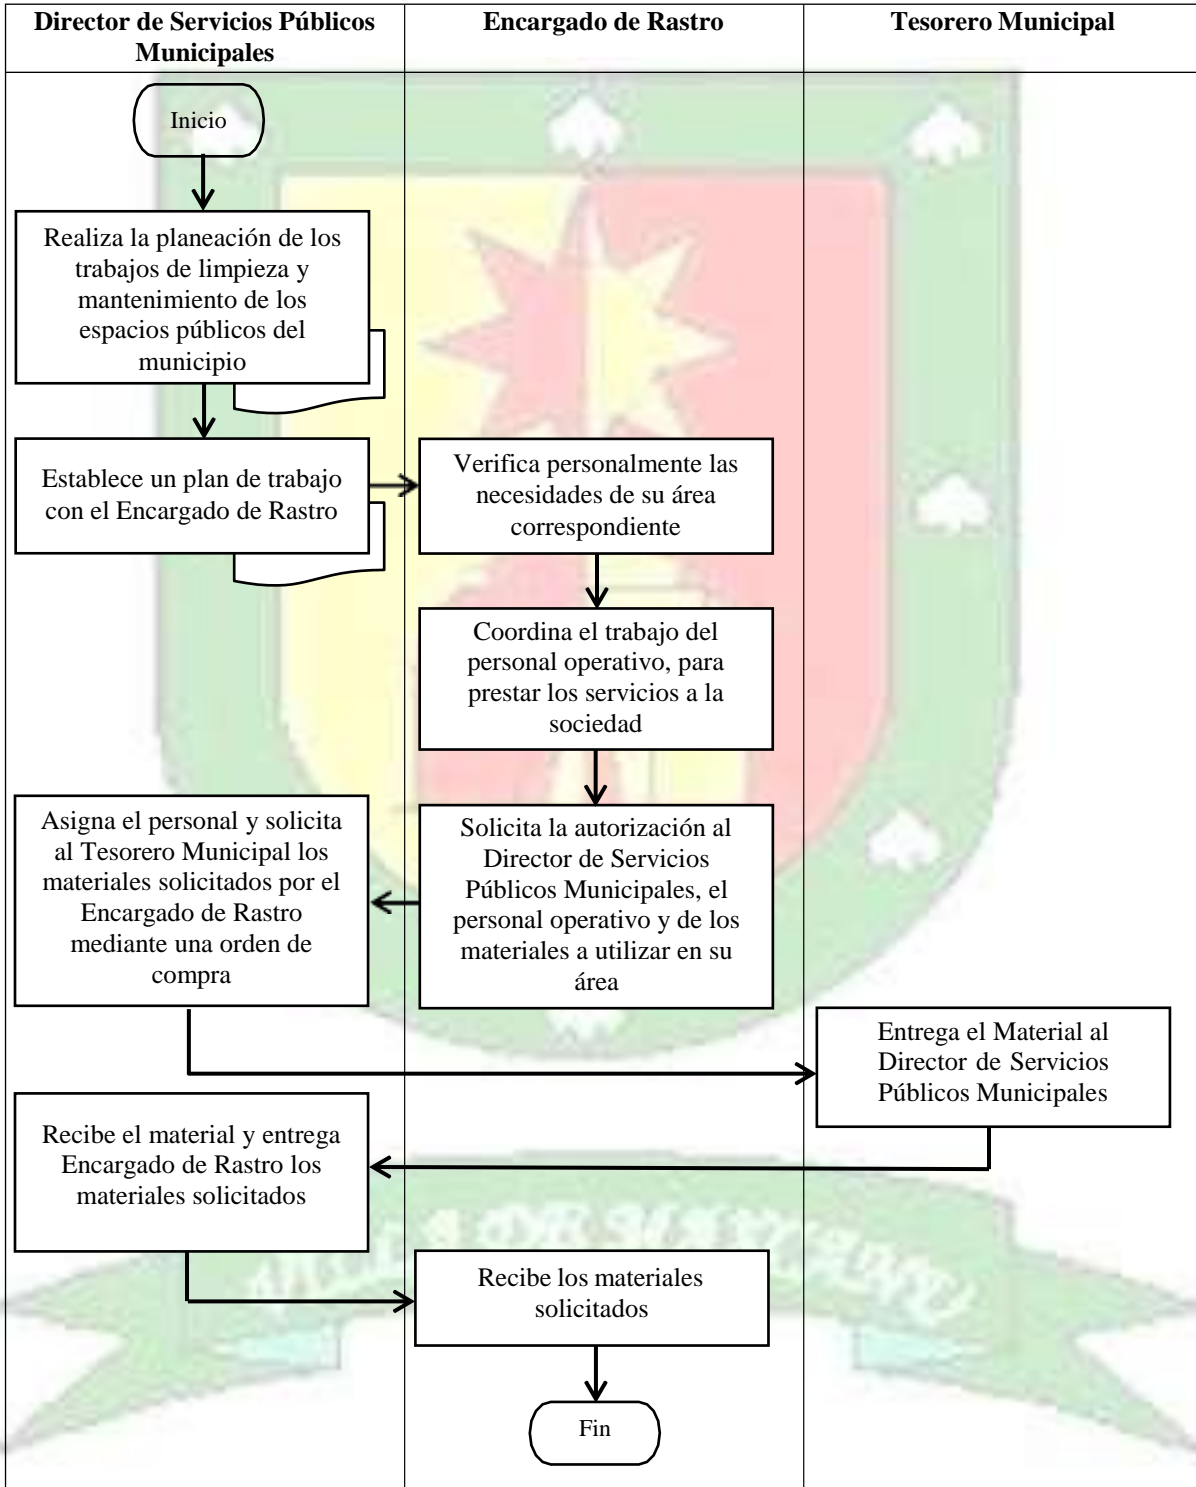 Director de Servicios Públicos
Municipales
Encargado de Rastro
Tesorero Municipal
Inicio
Realiza la planeación de los
trabajos de limpieza y
mantenimiento de los
espacios públicos del
municipio
Establece un plan de trabajo
con el Encargado de Rastro
Verifica personalmente las
necesidades de su área
correspondiente
Coordina el trabajo del
personal operativo, para
prestar los servicios a la
sociedad
Solicita la autorización al
Director de Servicios
Públicos Municipales, el
personal operativo y de los
materiales a utilizar en su
área
Asigna el personal y solicita
al Tesorero Municipal los
materiales solicitados por el
Encargado de Rastro
mediante una orden de
compra
Entrega el Material al
Director de Servicios
Públicos Municipales
Recibe el material y entrega
Encargado de Rastro los
materiales solicitados
Recibe los materiales
solicitados
Fin